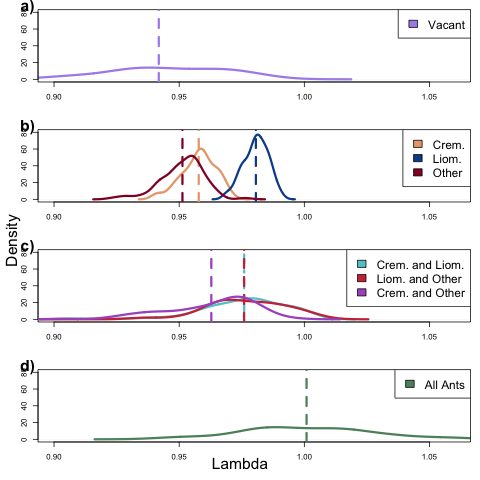 a)
80
60
40
20
0
Vacant
0.90 0.95 1.00 1.05
b)
80
60
40
20
0
Crem.
Liom.
Other
0.90 0.95 1.00 1.05
Density
c)
80
60
40
20
0
Crem. and Liom.
Liom. and Other
Crem. and Other
0.90 0.95 1.00 1.05
d)
80
60
40
20
0
All Ants
0.90 0.95 1.00 1.05
Lambda